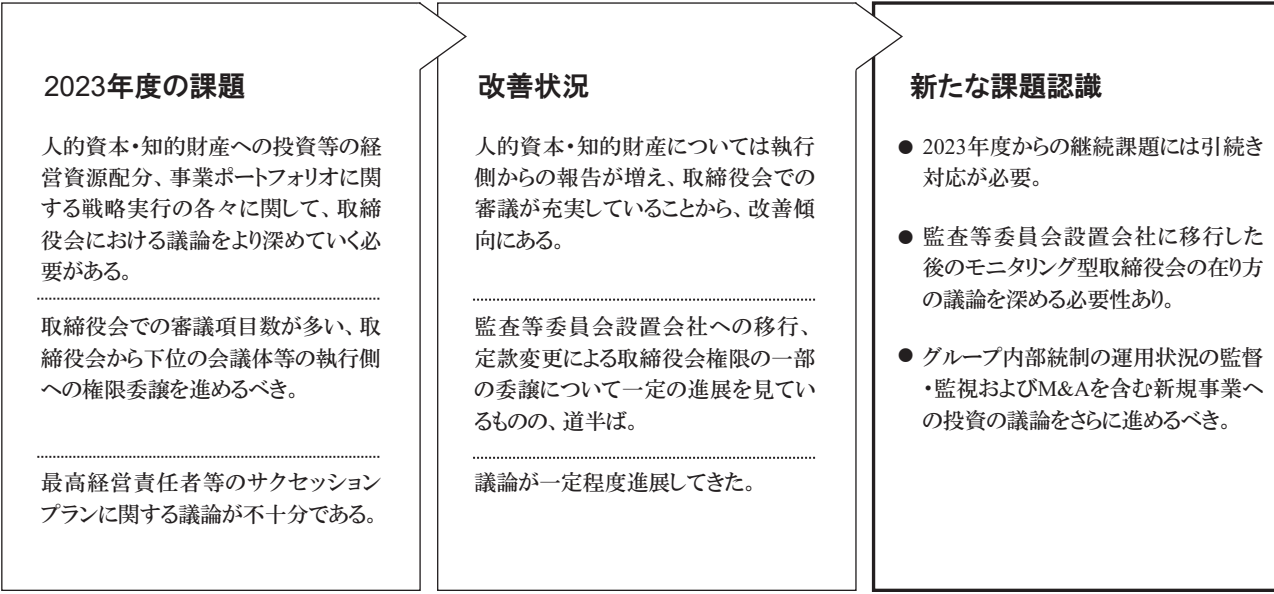 2023年度の課題
人的資本・知的財産への投資等の経
営資源配分、事業ポートフォリオに関
する戦略実行の各々に関して、取締
役会における議論をより深めていく必
要がある。
取締役会での審議項目数が多い、取
締役会から下位の会議体等の執行側
への権限委譲を進めるべき。
最高経営責任者等のサクセッション
プランに関する議論が不十分である。
改善状況
人的資本・知的財産については執行
側からの報告が増え、取締役会での
審議が充実していることから、改善傾
向にある。
監査等委員会設置会社への移行、
定款変更による取締役会権限の一部
の委譲について一定の進展を見てい
るものの、道半ば。
議論が一定程度進展してきた。
新たな課題認識
● 2023年度からの継続課題には引続き
対応が必要。
● 監査等委員会設置会社に移行した
後のモニタリング型取締役会の在り方
の議論を深める必要性あり。
● グループ内部統制の運用状況の監督
・監視およびM&Aを含む新規事業へ
の投資の議論をさらに進めるべき。